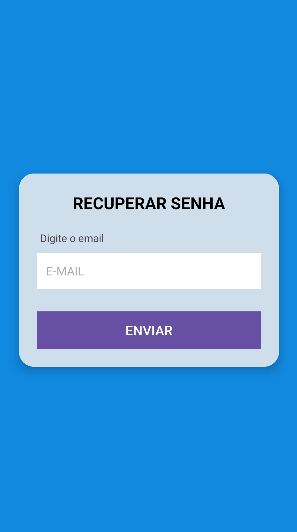 RECUPERAR SENHA
Digite o email
E-MAIL
ENVIAR